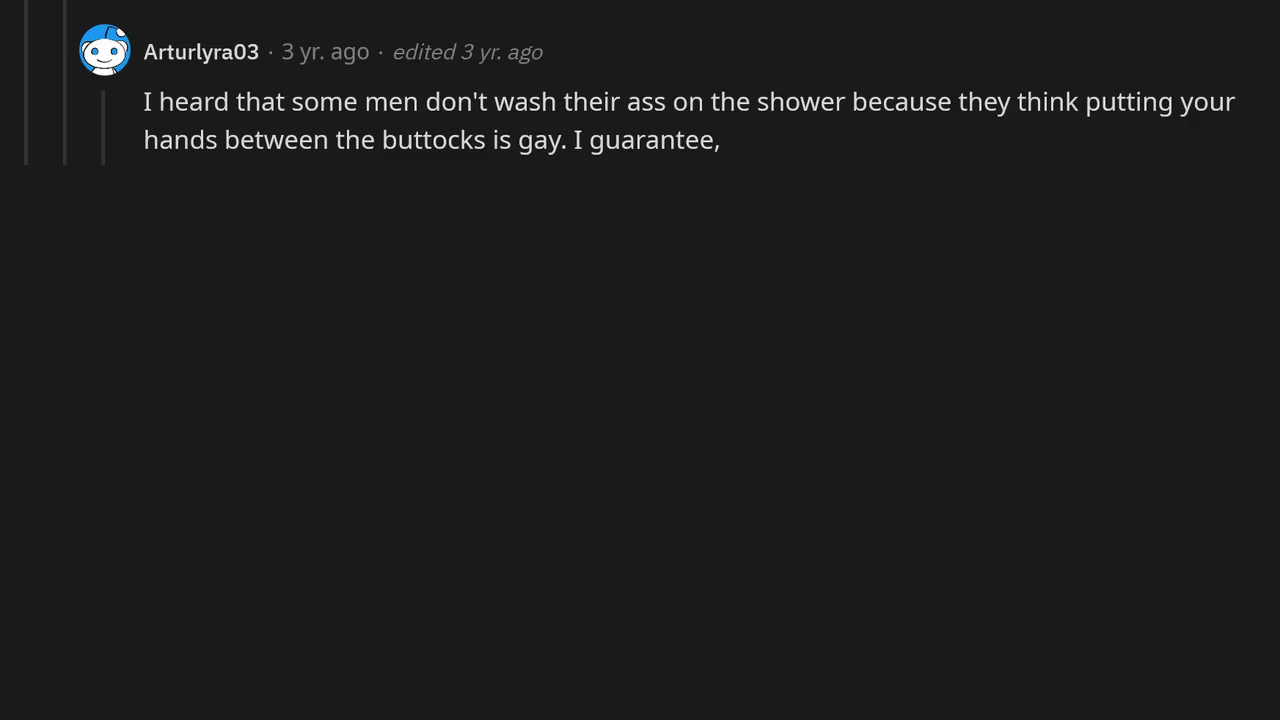 Arturlyra03 · 3 yr. ago · edited 3 yr. ago
I heard that some men don't wash their ass on the shower because they think putting your
hands between the buttocks is gay. I guarantee,